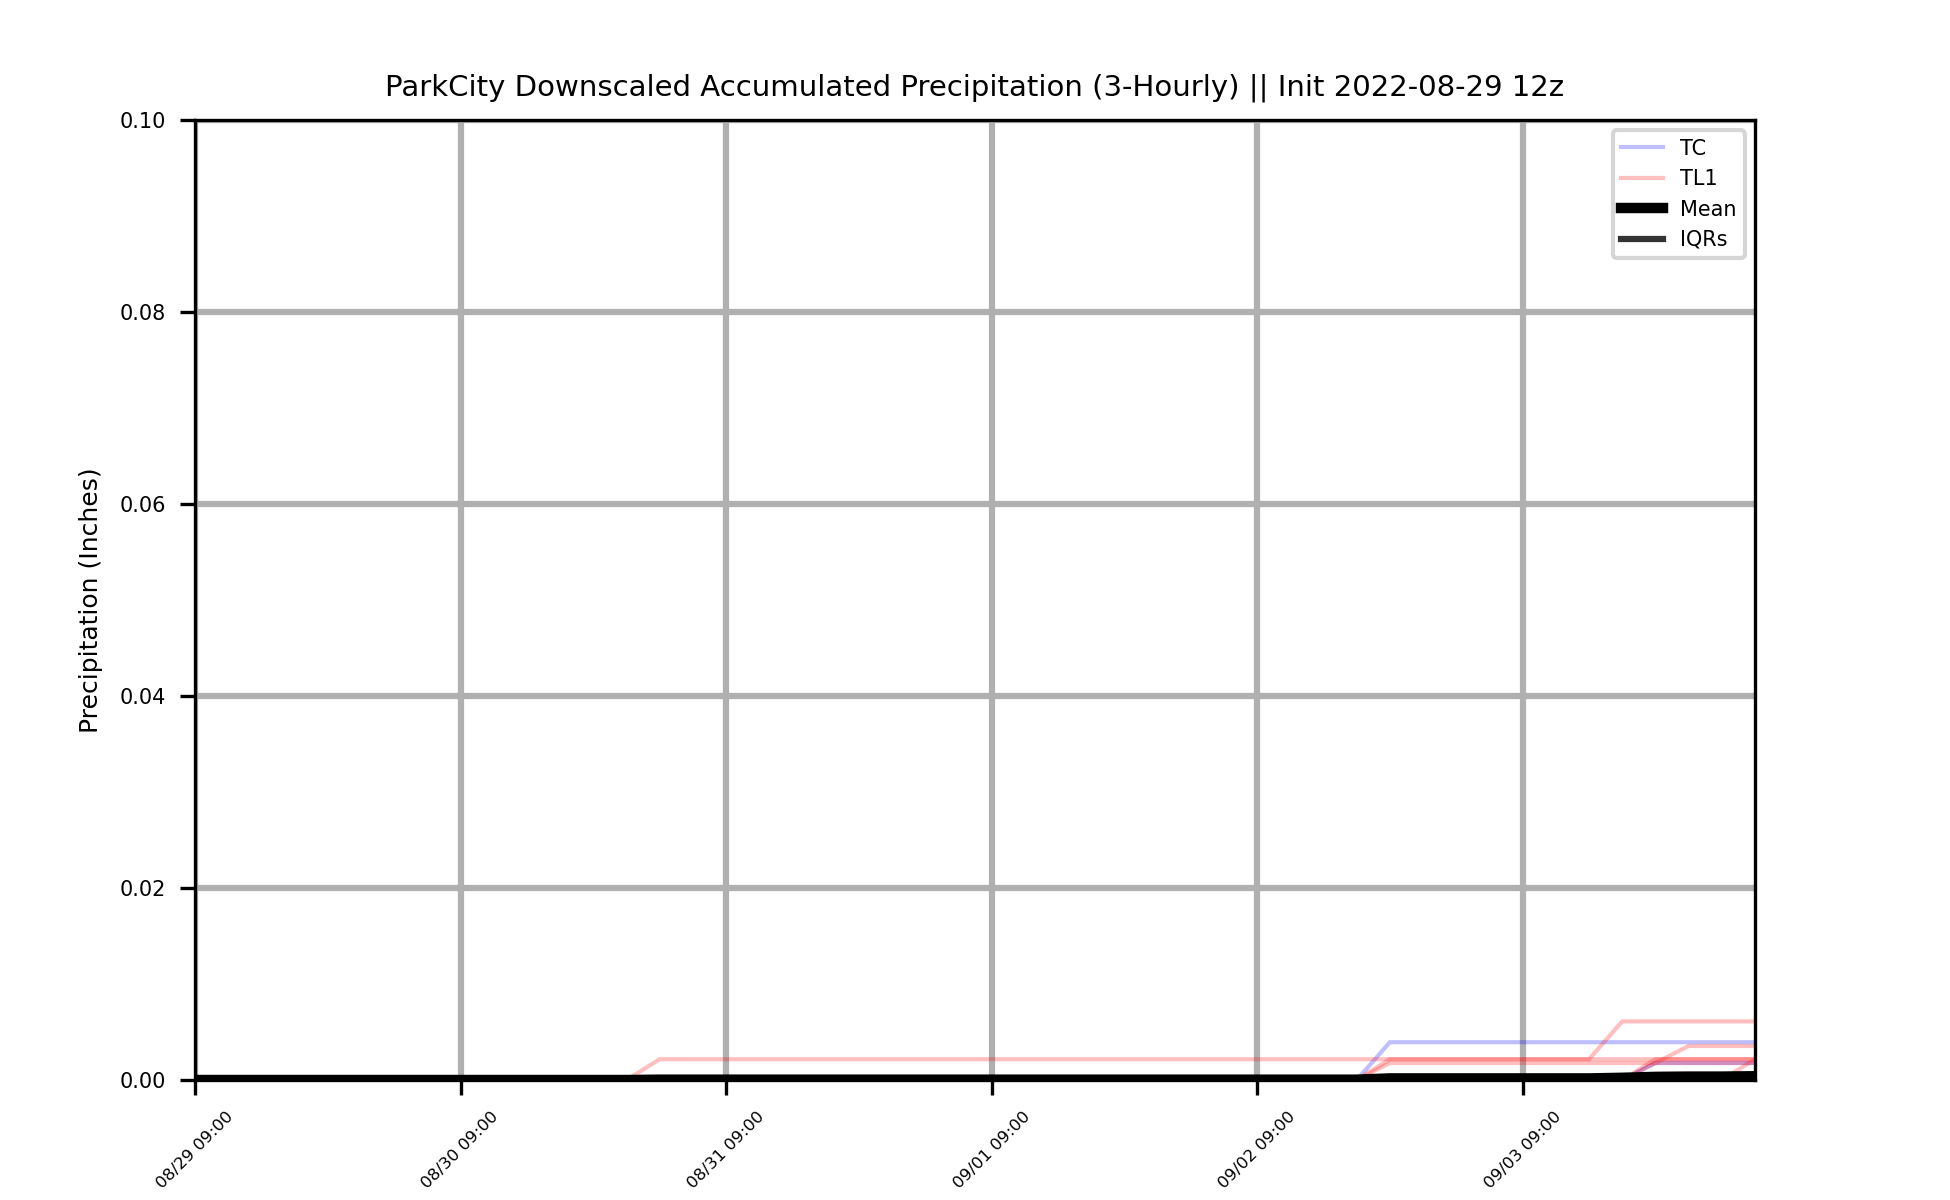 ParkCity Downscaled Accumulated Precipitation (3-Hourly) || Init 2022-08-29 12z
0.10
0.08
0.06
0.04
0.02
0.00
Precipitation (Inches)
TC
TL1
Mean
IQRs
08/29 09:00
08/30 09:00
08/31 09:00
09/01 09:00
09/02 09:00
09/03 09:00